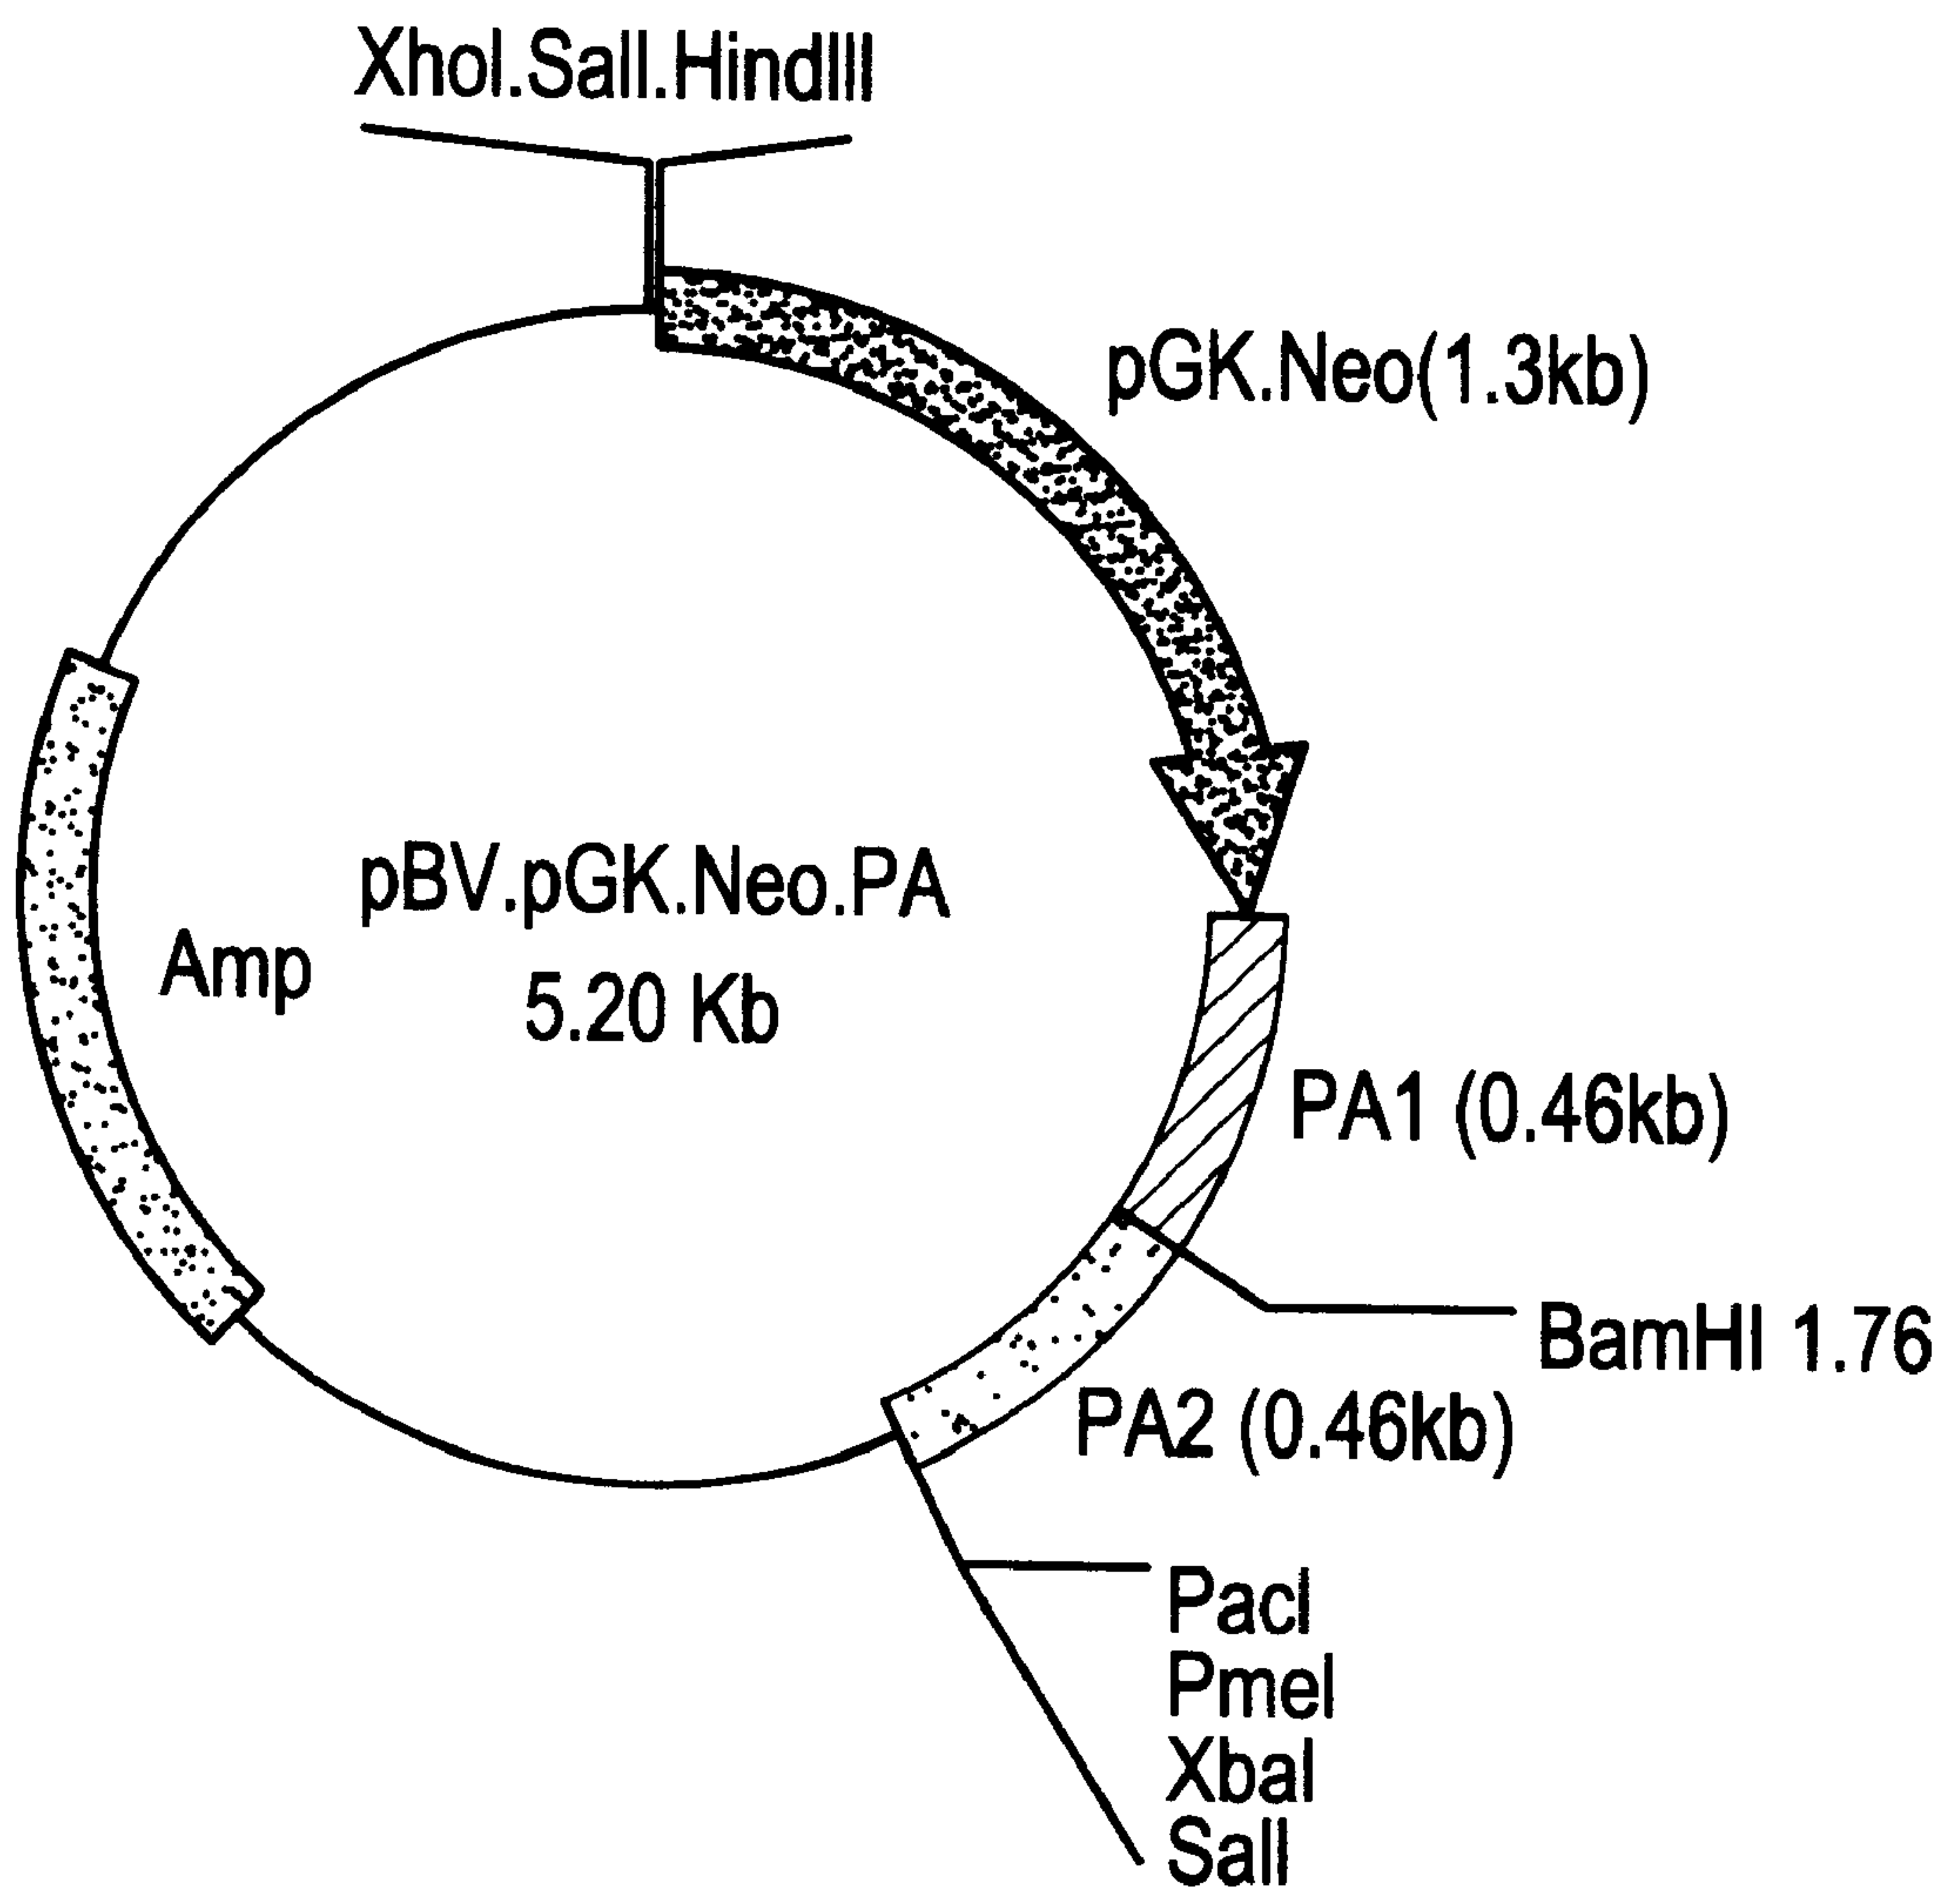 XhoI.SalI.HindIII
pGK.Neo(1.3kb)
pBV.pGK.Neo.PA
5.20 Kb
Amp
PA1 (0.46kb)
BamHI 1.76
PA2 (0.46kb)
PacI
PmeI
XbaI
SalI